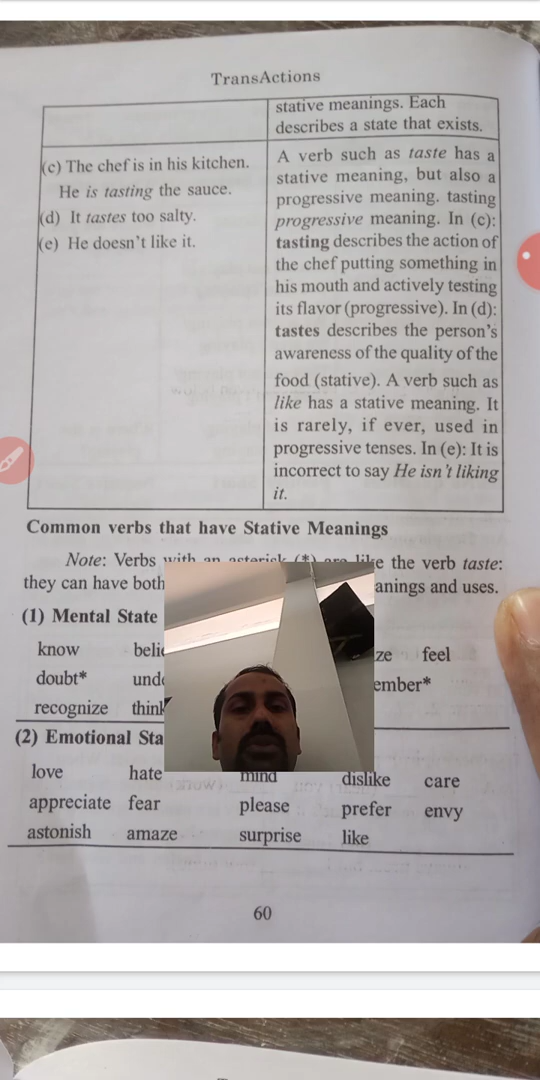 TransActions
stative meanings. Each
describes a state that exists.
(c) The chef is in his kitchen.
He is tasting the sauce.
(d) It tastes too salty.
(e) He doesn't like it.
A verb such as taste has a
stative meaning, but also a
progressive meaning. tasting
progressive meaning. In (c):
tasting describes the action of
the chef putting something in
his mouth and actively testing
its flavor (progressive). In (d):
tastes describes the person's
awareness of the quality of the
food (stative). A verb such as
like has a stative meaning. It
is rarely, if ever, used in
progressive tenses. In (e): It is
incorrect to say He isn't liking
it.
Common verbs that have Stative Meanings
Note: Verbs with an asterisk (*) are like the verb taste:
they can have both anings and uses.
(1) Mental State
know ze feel
doubt* ember*
recognize think
(2) Emotional Sta
love hate mind dislike care
appreciate fear please prefer envy
astonish amaze surprise like
60